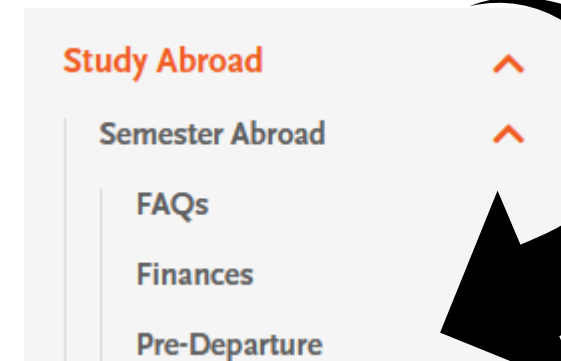 Study Abroad
Semester Abroad
FAQs
Finances
Pre-Departure